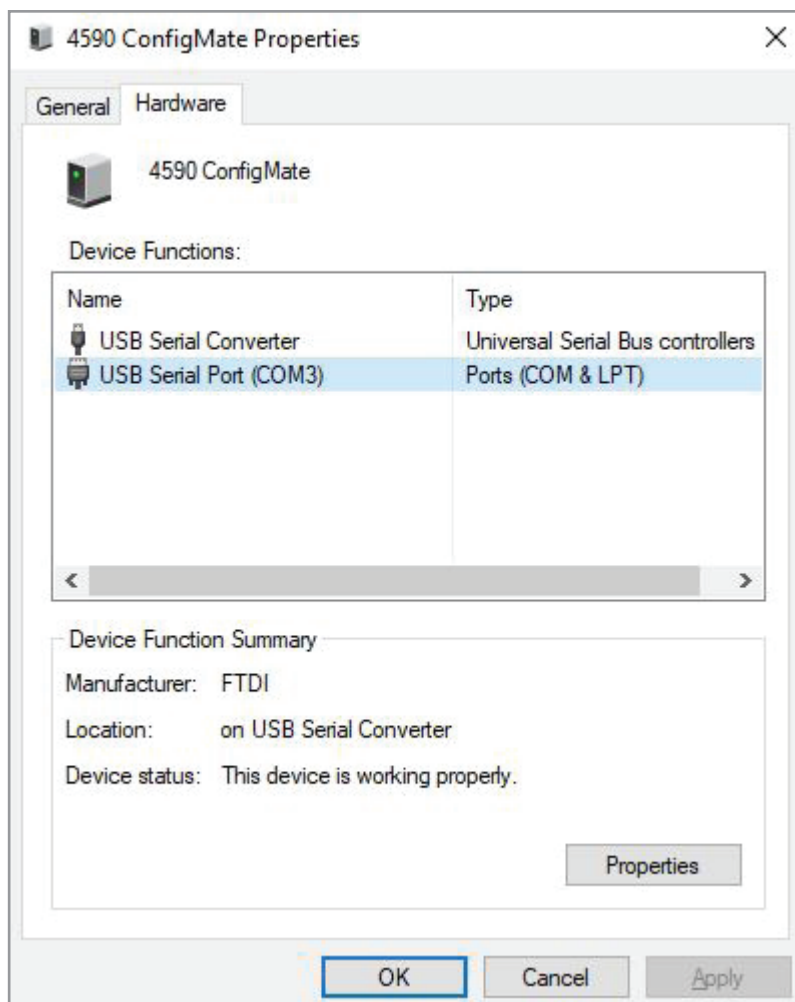 4590 ConfigMate Properties
General Hardware
4590 ConfigMate
Device Functions:
Name Type
USB Serial Converter Universal Serial Bus controllers
USB Serial Port (COM3) Ports (COM & LPT)
Device Function Summary
Manufacturer: FTDI
Location: on USB Serial Converter
Device status: This device is working properly.
Properties
OK Cancel Apply